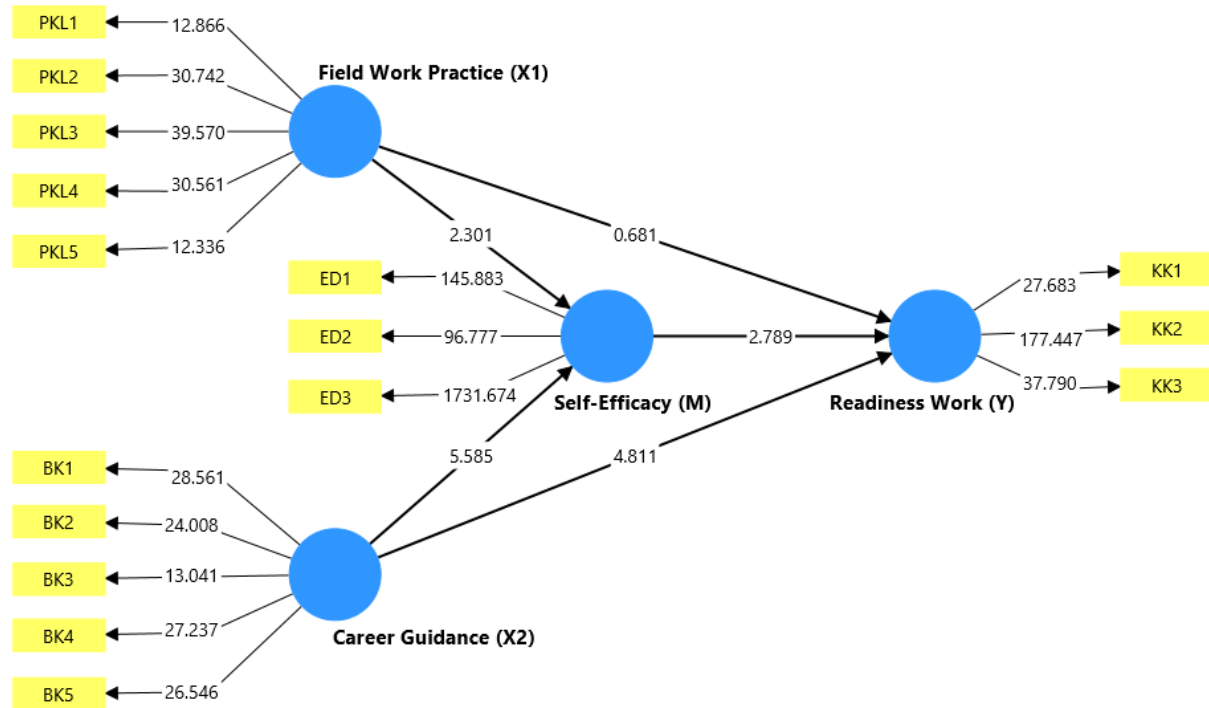 PKL1
12.866
PKL2
30.742
PKL3
39.570
PKL4
30.561
PKL5
12.336
Field Work Practice (X1)
2.301
0.681
ED1
145.883
ED2
96.777
ED3
1731.674
Self-Efficacy (M)
2.789
Readiness Work (Y)
27.683
KK1
177.447
KK2
37.790
KK3
5.585
4.811
BK1
28.561
BK2
24.008
BK3
13.041
BK4
27.237
BK5
26.546
Career Guidance (X2)